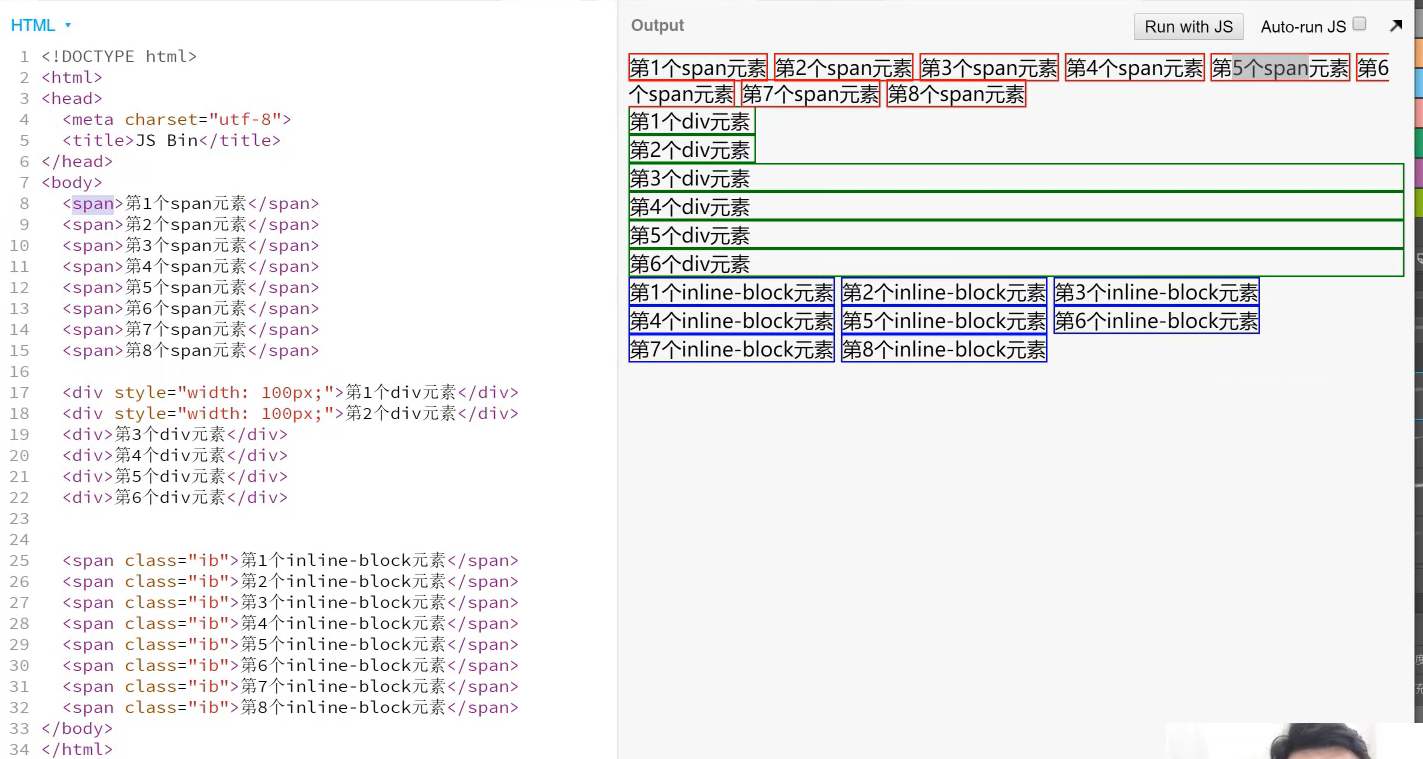 HTML
Output
Run with JS
Auto-run JS
1 <!DOCTYPE html>
2 <html>
3 <head>
4 <meta charset="utf-8">
5 <title>JS Bin</title>
6 </head>
7 <body>
8 <span>第1个span元素</span>
9 <span>第2个span元素</span>
10 <span>第3个span元素</span>
11 <span>第4个span元素</span>
12 <span>第5个span元素</span>
13 <span>第6个span元素</span>
14 <span>第7个span元素</span>
15 <span>第8个span元素</span>
16
17 <div style="width: 100px;">第1个div元素</div>
18 <div style="width: 100px;">第2个div元素</div>
19 <div>第3个div元素</div>
20 <div>第4个div元素</div>
21 <div>第5个div元素</div>
22 <div>第6个div元素</div>
23
24
25 <span class="ib">第1个inline-block元素</span>
26 <span class="ib">第2个inline-block元素</span>
27 <span class="ib">第3个inline-block元素</span>
28 <span class="ib">第4个inline-block元素</span>
29 <span class="ib">第5个inline-block元素</span>
30 <span class="ib">第6个inline-block元素</span>
31 <span class="ib">第7个inline-block元素</span>
32 <span class="ib">第8个inline-block元素</span>
33 </body>
34 </html>
第1个span元素 第2个span元素 第3个span元素 第4个span元素 第5个span元素 第6
个span元素 第7个span元素 第8个span元素
第1个div元素
第2个div元素
第3个div元素
第4个div元素
第5个div元素
第6个div元素
第1个inline-block元素 第2个inline-block元素 第3个inline-block元素
第4个inline-block元素 第5个inline-block元素 第6个inline-block元素
第7个inline-block元素 第8个inline-block元素